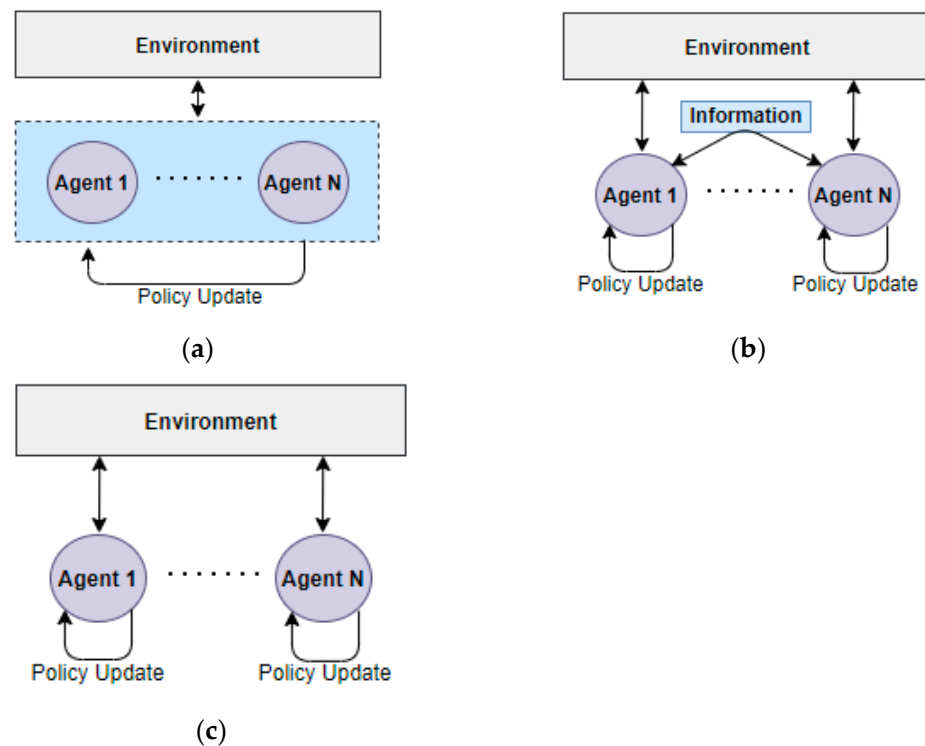 Environment
Agent 1 ........ Agent N
Policy Update
(a)
Environment
Information
Agent 1 ........ Agent N
Policy Update Policy Update
(b)
Environment
Agent 1 ........ Agent N
Policy Update Policy Update
(c)